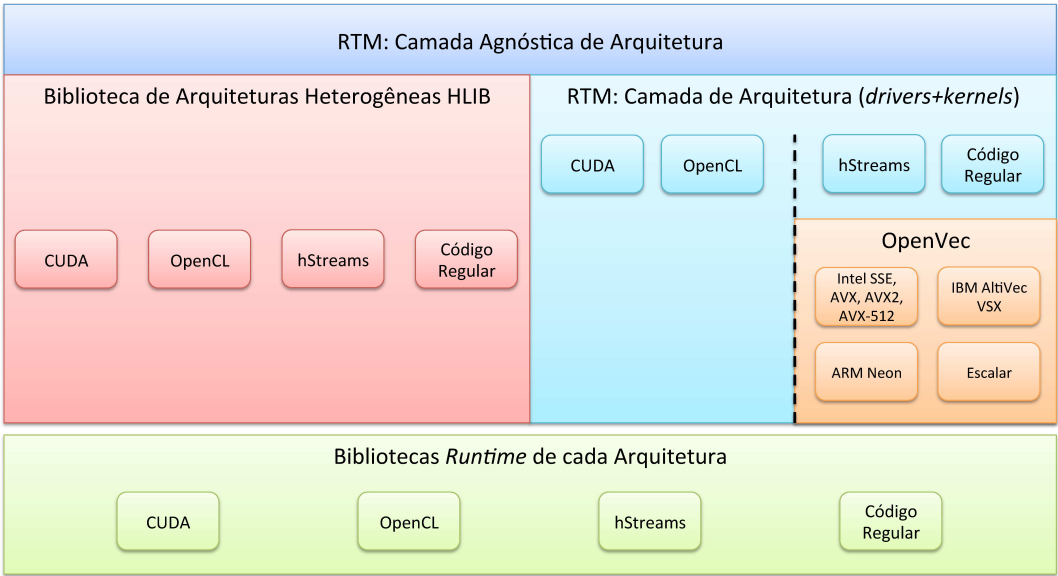 RTM: Camada Agnóstica de Arquitetura
Biblioteca de Arquiteturas Heterogêneas HLIB
CUDA
OpenCL
hStreams
Código
Regular
RTM: Camada de Arquitetura (drivers+kernels)
CUDA
OpenCL
hStreams
Código
Regular
OpenVec
Intel SSE,
AVX, AVX2,
AVX-512
IBM AltiVec
VSX
ARM Neon
Escalar
Bibliotecas Runtime de cada Arquitetura
CUDA
OpenCL
hStreams
Código
Regular